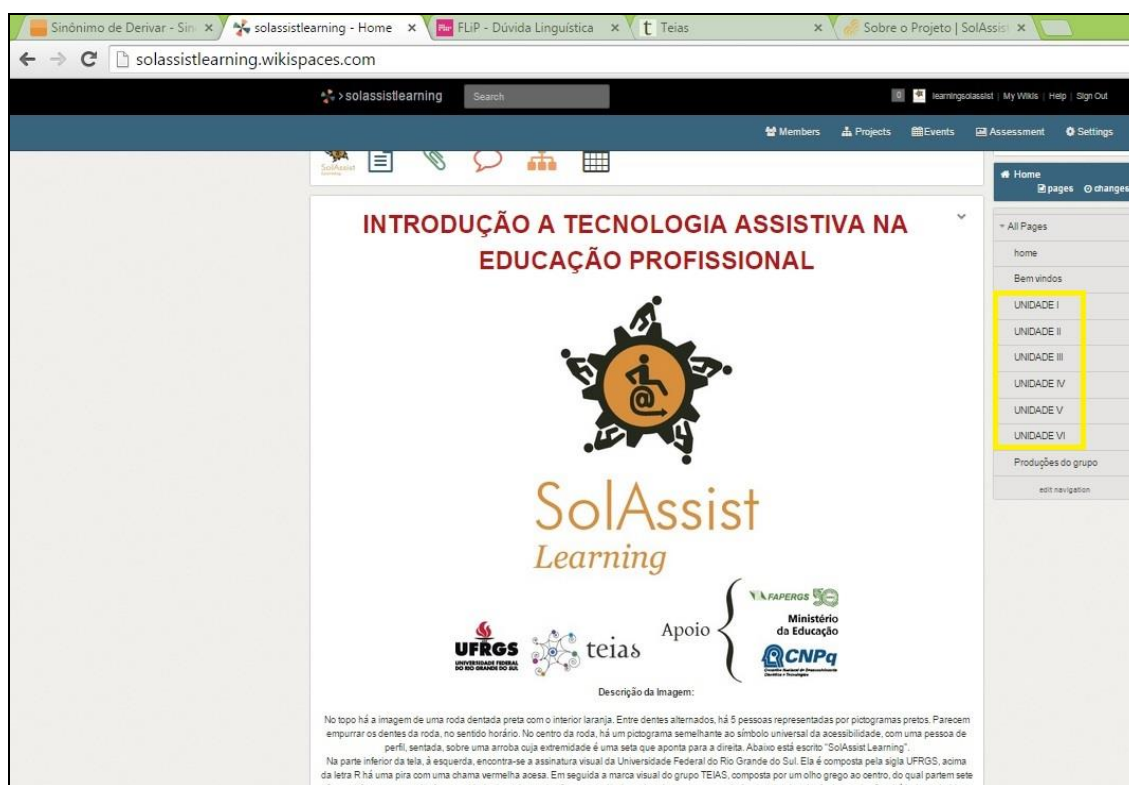 Sinônimo de Derivar - Sin
solassistlearning - Home
FLiP - Dúvida Linguística
Teias
Sobre o Projeto | SolAssis
solassistlearning.wikispaces.com
solassistlearning
Search
0
learningsolassist | My Wikis | Help | Sign Out
Members
Projects
Events
Assessment
Settings
SolAssist
Learning
Home
pages
changes
All Pages
home
Bem vindos
UNIDADE I
UNIDADE II
UNIDADE III
UNIDADE IV
UNIDADE V
UNIDADE VI
Produções do grupo
edit navigation
INTRODUÇÃO A TECNOLOGIA ASSISTIVA NA
EDUCAÇÃO PROFISSIONAL
@
SolAssist
Learning
UFRGS
UNIVERSIDADE FEDERAL
DO RIO GRANDE DO SUL
teias
Apoio
FAPERGS 50
Ministério
da Educação
CNPq
Conselho Nacional de Desenvolvimento
Científico e Tecnológico
Descrição da Imagem:
No topo há a imagem de uma roda dentada preta com o interior laranja. Entre dentes alternados, há 5 pessoas representadas por pictogramas pretos. Parecem
empurrar os dentes da roda, no sentido horário. No centro da roda, há um pictograma semelhante ao símbolo universal da acessibilidade, com uma pessoa de
perfil, sentada, sobre uma arroba cuja extremidade é uma seta que aponta para a direita. Abaixo está escrito "SolAssist Learning".
Na parte inferior da tela, á esquerda, encontra-se a assinatura visual da Universidade Federal do Rio Grande do Sul. Ela é composta pela sigla UFRGS, acima
da letra R há uma pira com uma chama vermelha acesa. Em seguida a marca visual do grupo TEIAS, composta por um olho grego ao centro, do qual partem sete